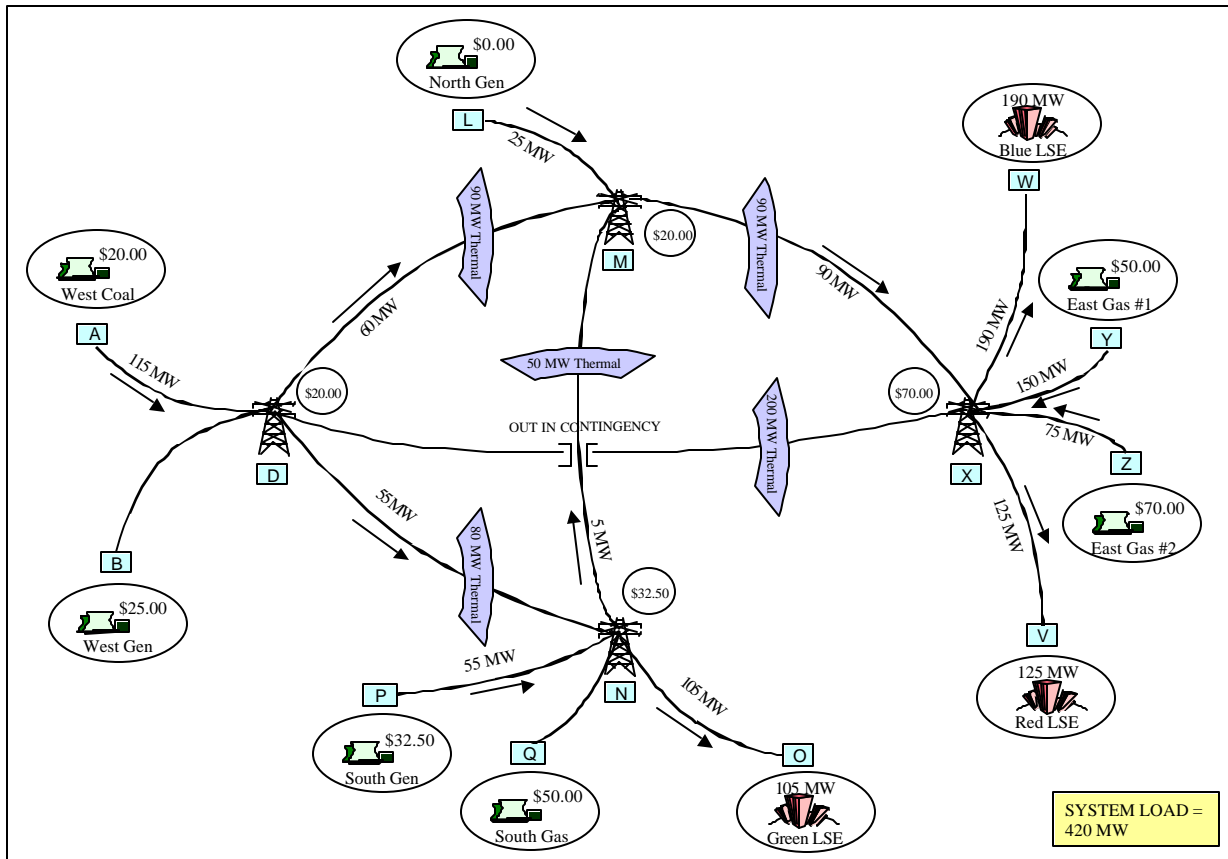 $0.00
North Gen
L
25 MW
190 MW
Blue LSE
W
90 MW Thermal
90 MW Thermal
$20.00
M
$20.00
West Coal
A
60 MW
90 MW
190 MW
$50.00
East Gas #1
Y
115 MW
50 MW Thermal
$20.00
$70.00
150 MW
200 MW Thermal
OUT IN CONTINGENCY
75 MW
Z
D
X
55MW
5 MW
125 MW
$70.00
East Gas #2
80 MW Thermal
B
$25.00
West Gen
$32.50
V
125 MW
Red LSE
55 MW
P
N
105 MW
$32.50
South Gen
Q
O
$50.00
South Gas
105 MW
Green LSE
SYSTEM LOAD =
420 MW